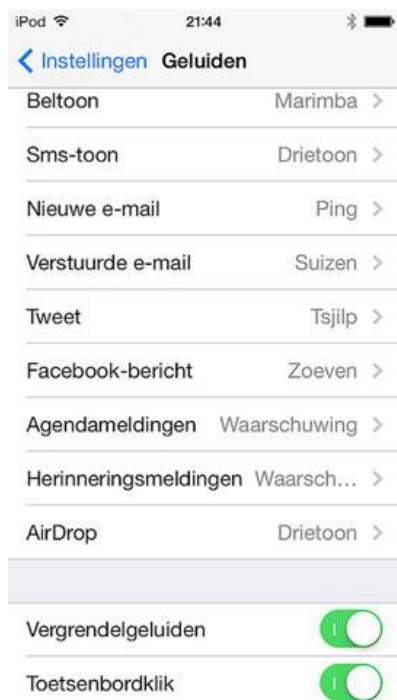 iPod 21:44
Instellingen Geluiden
Beltoon Marimba
Sms-toon Drietoon
Nieuwe e-mail Ping
Verstuurde e-mail Suizen
Tweet Tsjilp
Facebook-bericht Zoeven
Agendameldingen Waarschuwing
Herinneringsmeldingen Waarsch...
AirDrop Drietoon
Vergrendelgeluiden
Toetsenbordklik